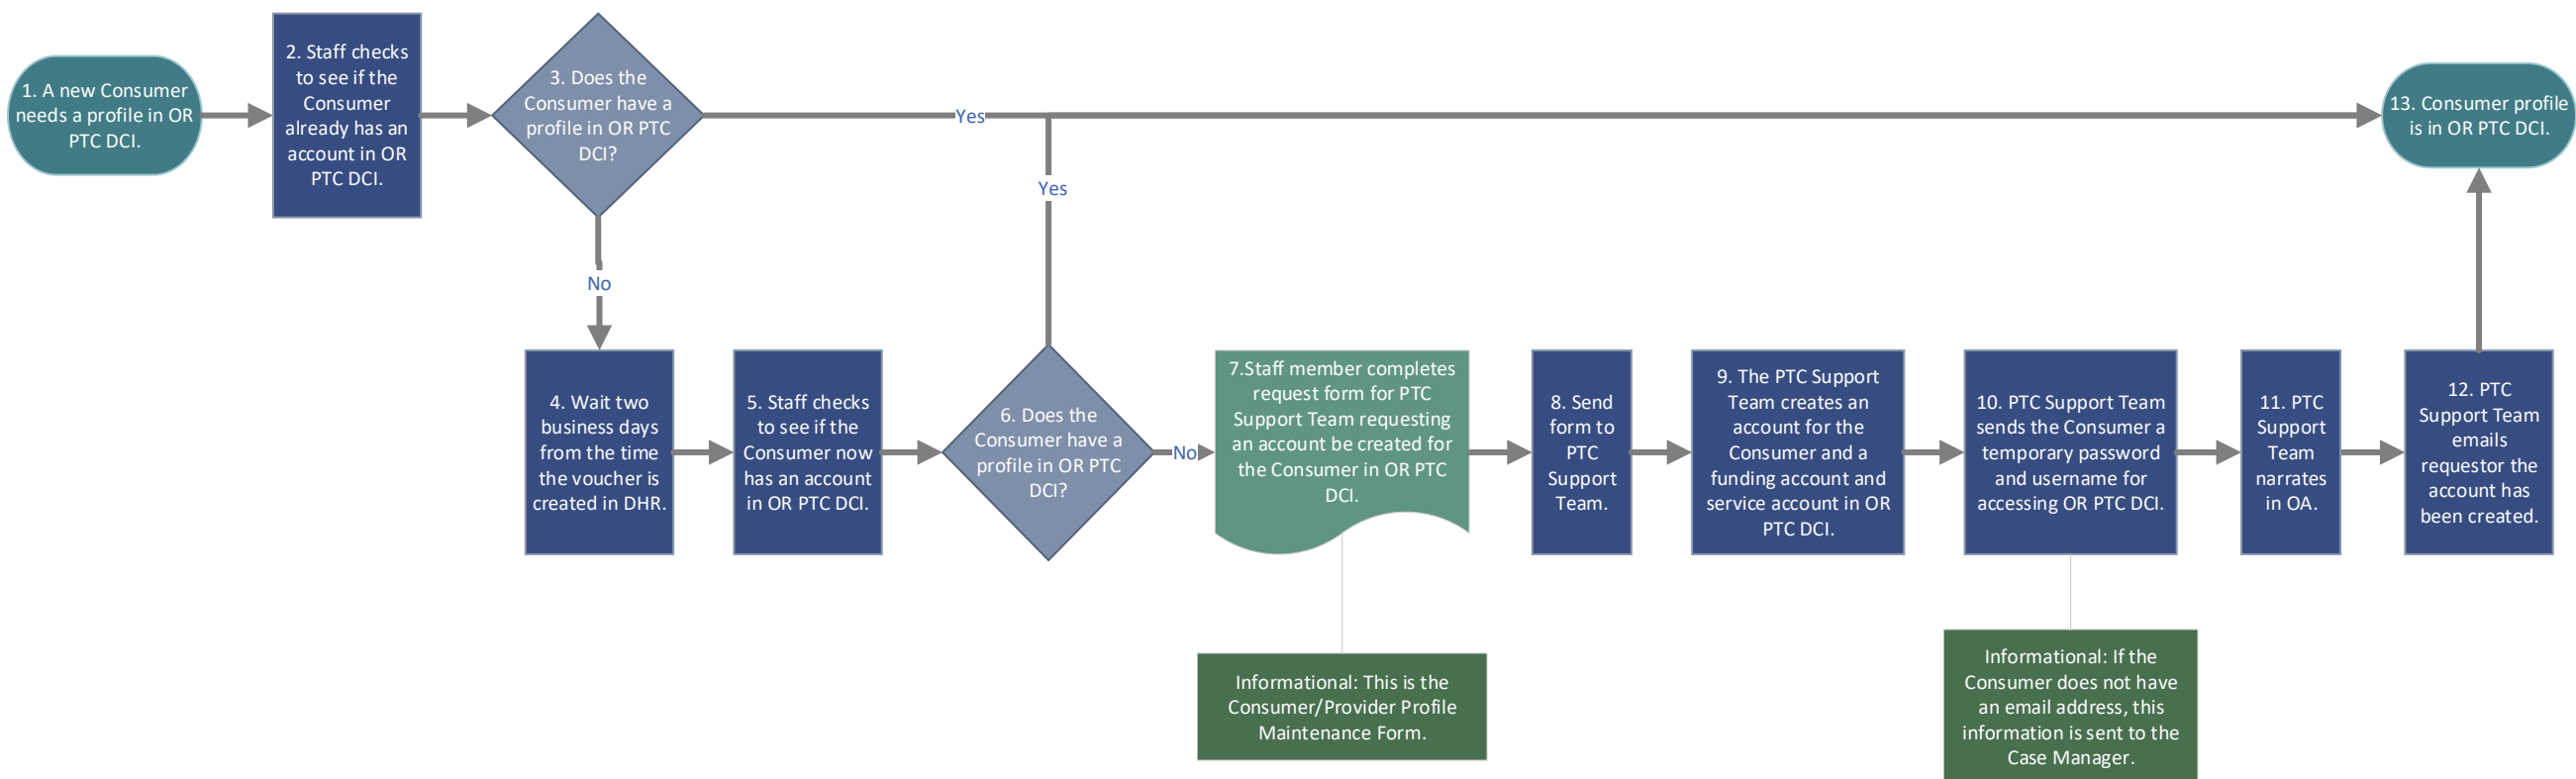 1. A new Consumer
needs a profile in OR
PTC DCI.
2. Staff checks
to see if the
Consumer
already has an
account in OR
PTC DCI.
3. Does the
Consumer have a
profile in OR PTC
DCI?
Yes
13. Consumer profile
is in OR PTC DCI.
Yes
No
4. Wait two
business days
from the time
the voucher is
created in DHR.
5. Staff checks
to see if the
Consumer now
has an account
in OR PTC DCI.
6. Does the
Consumer have a
profile in OR PTC
DCI?
No
7.Staff member completes
request form for PTC
Support Team requesting
an account be created for
the Consumer in OR PTC
DCI.
8. Send
form to
PTC
Support
Team.
9. The PTC Support
Team creates an
account for the
Consumer and a
funding account and
service account in OR
PTC DCI.
10. PTC Support Team
sends the Consumer a
temporary password
and username for
accessing OR PTC DCI.
11. PTC
Support
Team
narrates
in OA.
12. PTC
Support Team
emails
requestor the
account has
been created.
Informational: This is the
Consumer/Provider Profile
Maintenance Form.
Informational: If the
Consumer does not have
an email address, this
information is sent to the
Case Manager.